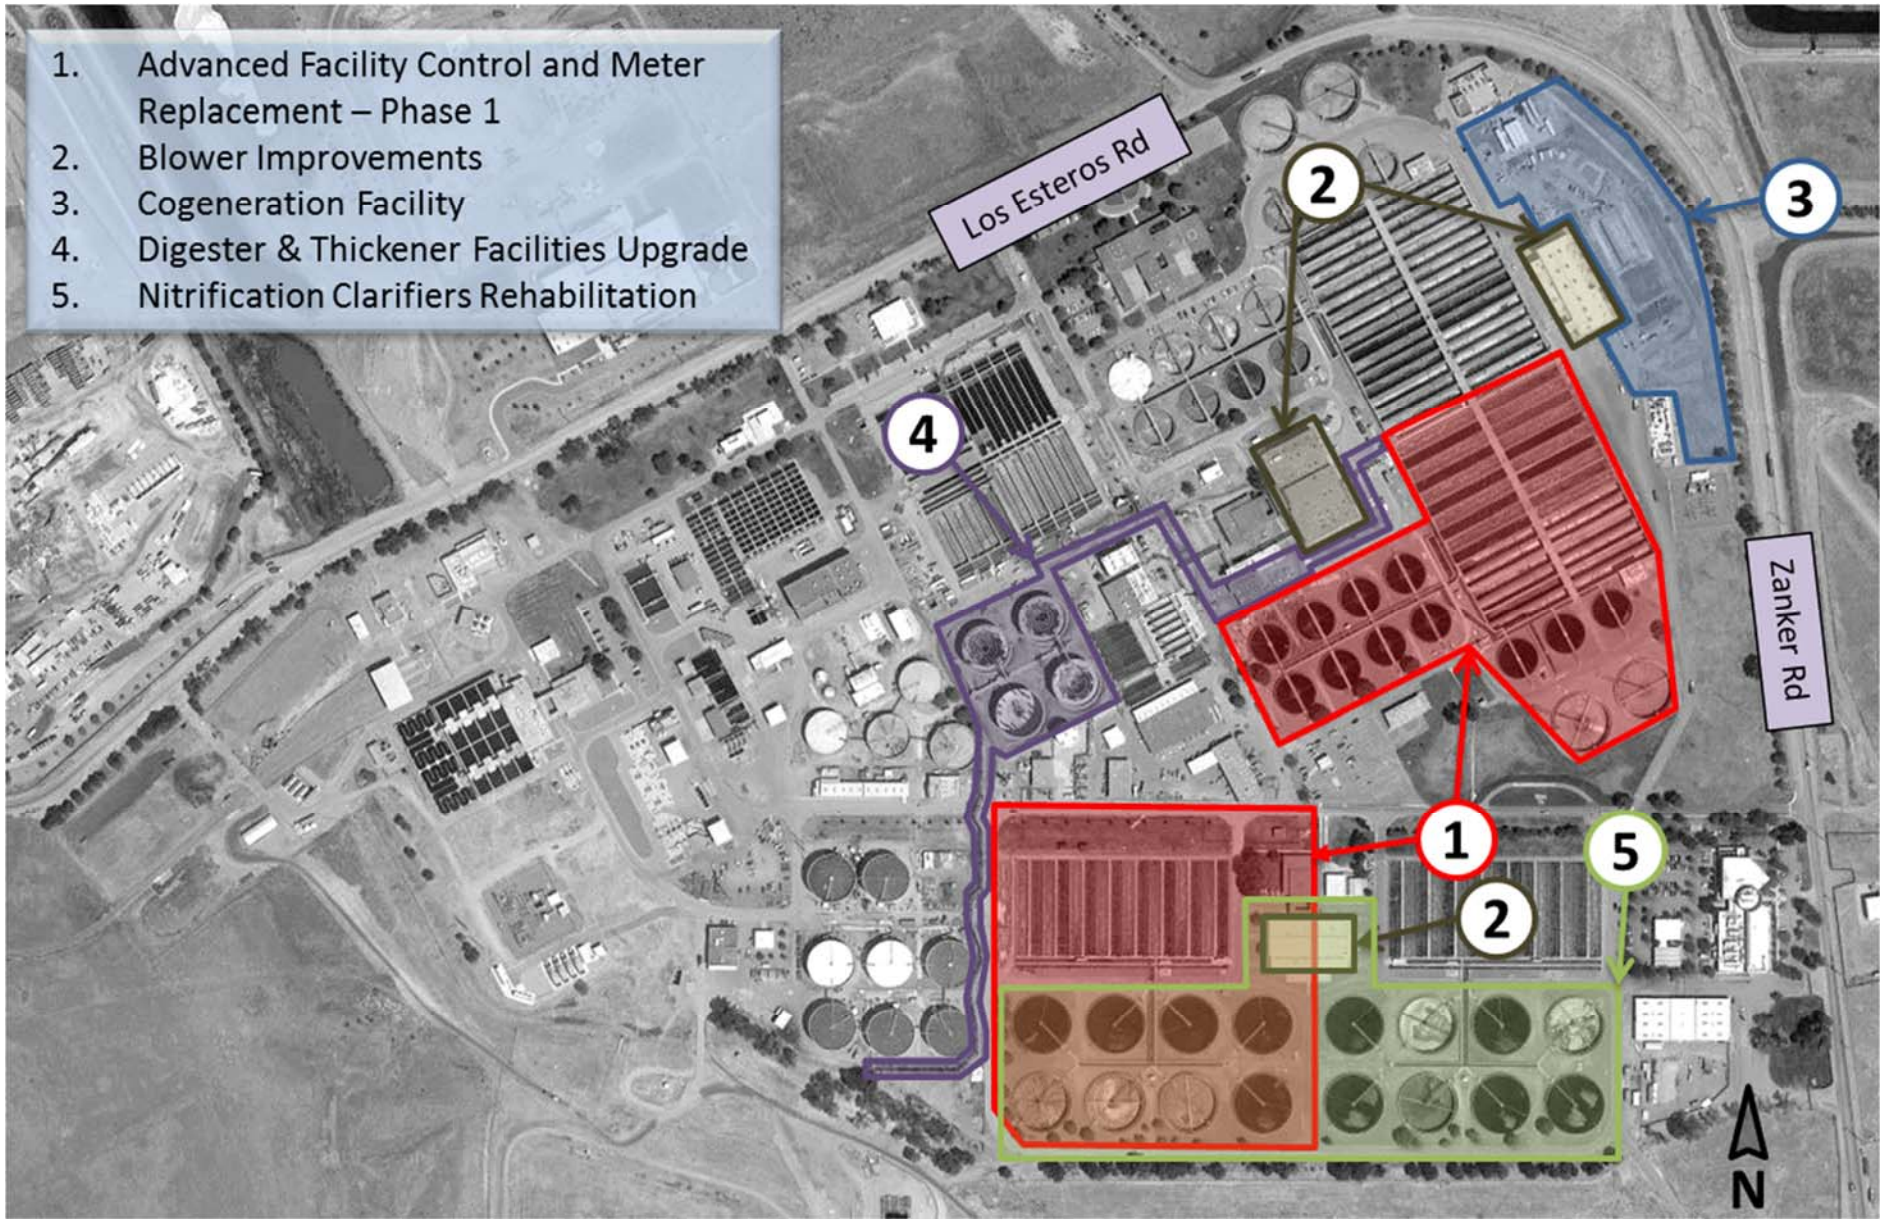 1. Advanced Facility Control and Meter
Replacement – Phase 1
2. Blower Improvements
3. Cogeneration Facility
4. Digester & Thickener Facilities Upgrade
5. Nitrification Clarifiers Rehabilitation
Los Esteros Rd
2
3
4
Zanker Rd
1
5
2
N